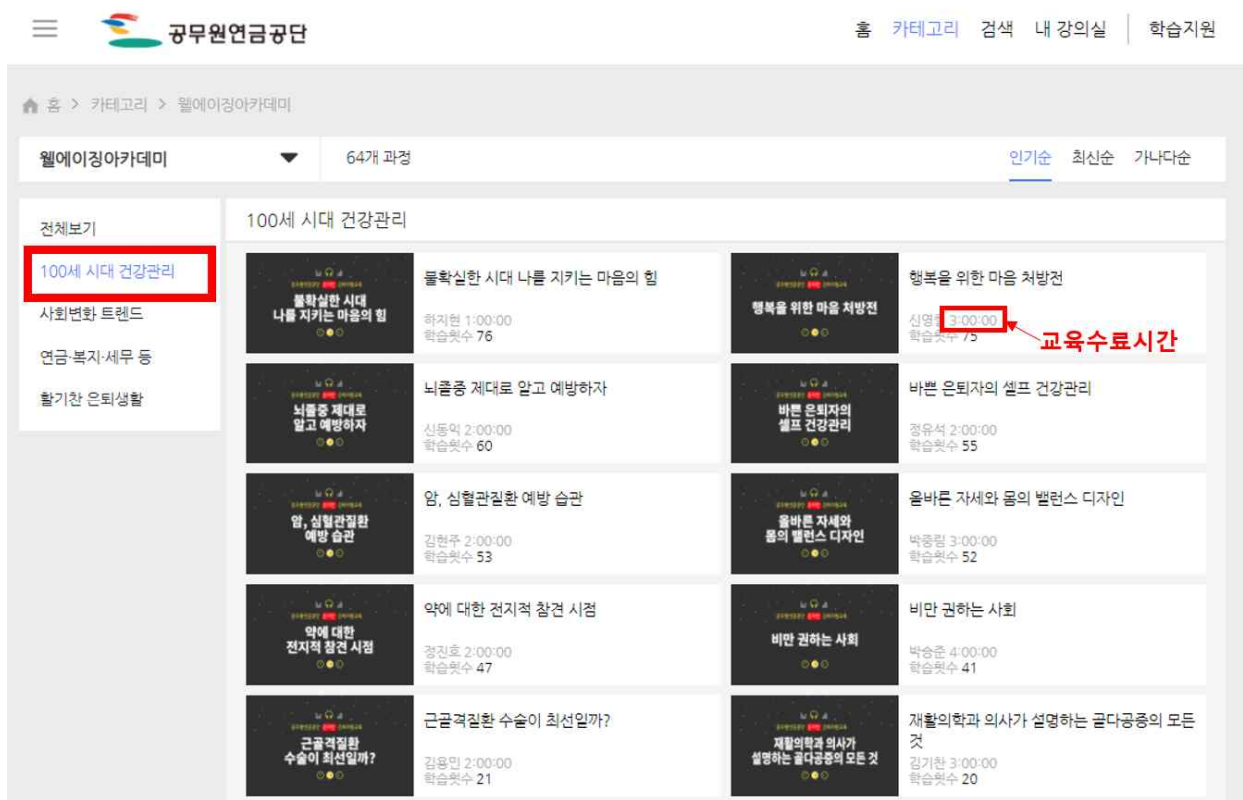 공무원연금공단
홈 카테고리 검색 내 강의실 학습지원
홈 > 카테고리 > 웰에이징아카데미
웰에이징아카데미
64개 과정
인기순 최신순 가나다순
전체보기
100세 시대 건강관리
사회변화 트렌드
연금·복지·세무 등
활기찬 은퇴생활
100세 시대 건강관리
불확실한 시대
나를 지키는 마음의 힘
불확실한 시대 나를 지키는 마음의 힘
하지현 1:00:00
학습횟수 76
행복을 위한 마음 처방전
행복을 위한 마음 처방전
신영철 3:00:00
학습횟수 75
교육수료시간
뇌졸중 제대로
알고 예방하자
뇌졸중 제대로 알고 예방하자
신동익 2:00:00
학습횟수 60
바쁜 은퇴자의
셀프 건강관리
바쁜 은퇴자의 셀프 건강관리
정유석 2:00:00
학습횟수 55
암, 심혈관질환
예방 습관
암, 심혈관질환 예방 습관
김현주 2:00:00
학습횟수 53
올바른 자세와
몸의 밸런스 디자인
올바른 자세와 몸의 밸런스 디자인
박중림 3:00:00
학습횟수 52
약에 대한
전지적 참견 시점
약에 대한 전지적 참견 시점
정진호 2:00:00
학습횟수 47
비만 권하는 사회
비만 권하는 사회
박승준 4:00:00
학습횟수 41
근골격질환
수술이 최선일까?
근골격질환 수술이 최선일까?
김용민 2:00:00
학습횟수 21
재활의학과 의사가
설명하는 골다공증의 모든 것
재활의학과 의사가 설명하는 골다공증의 모든
것
김기찬 3:00:00
학습횟수 20